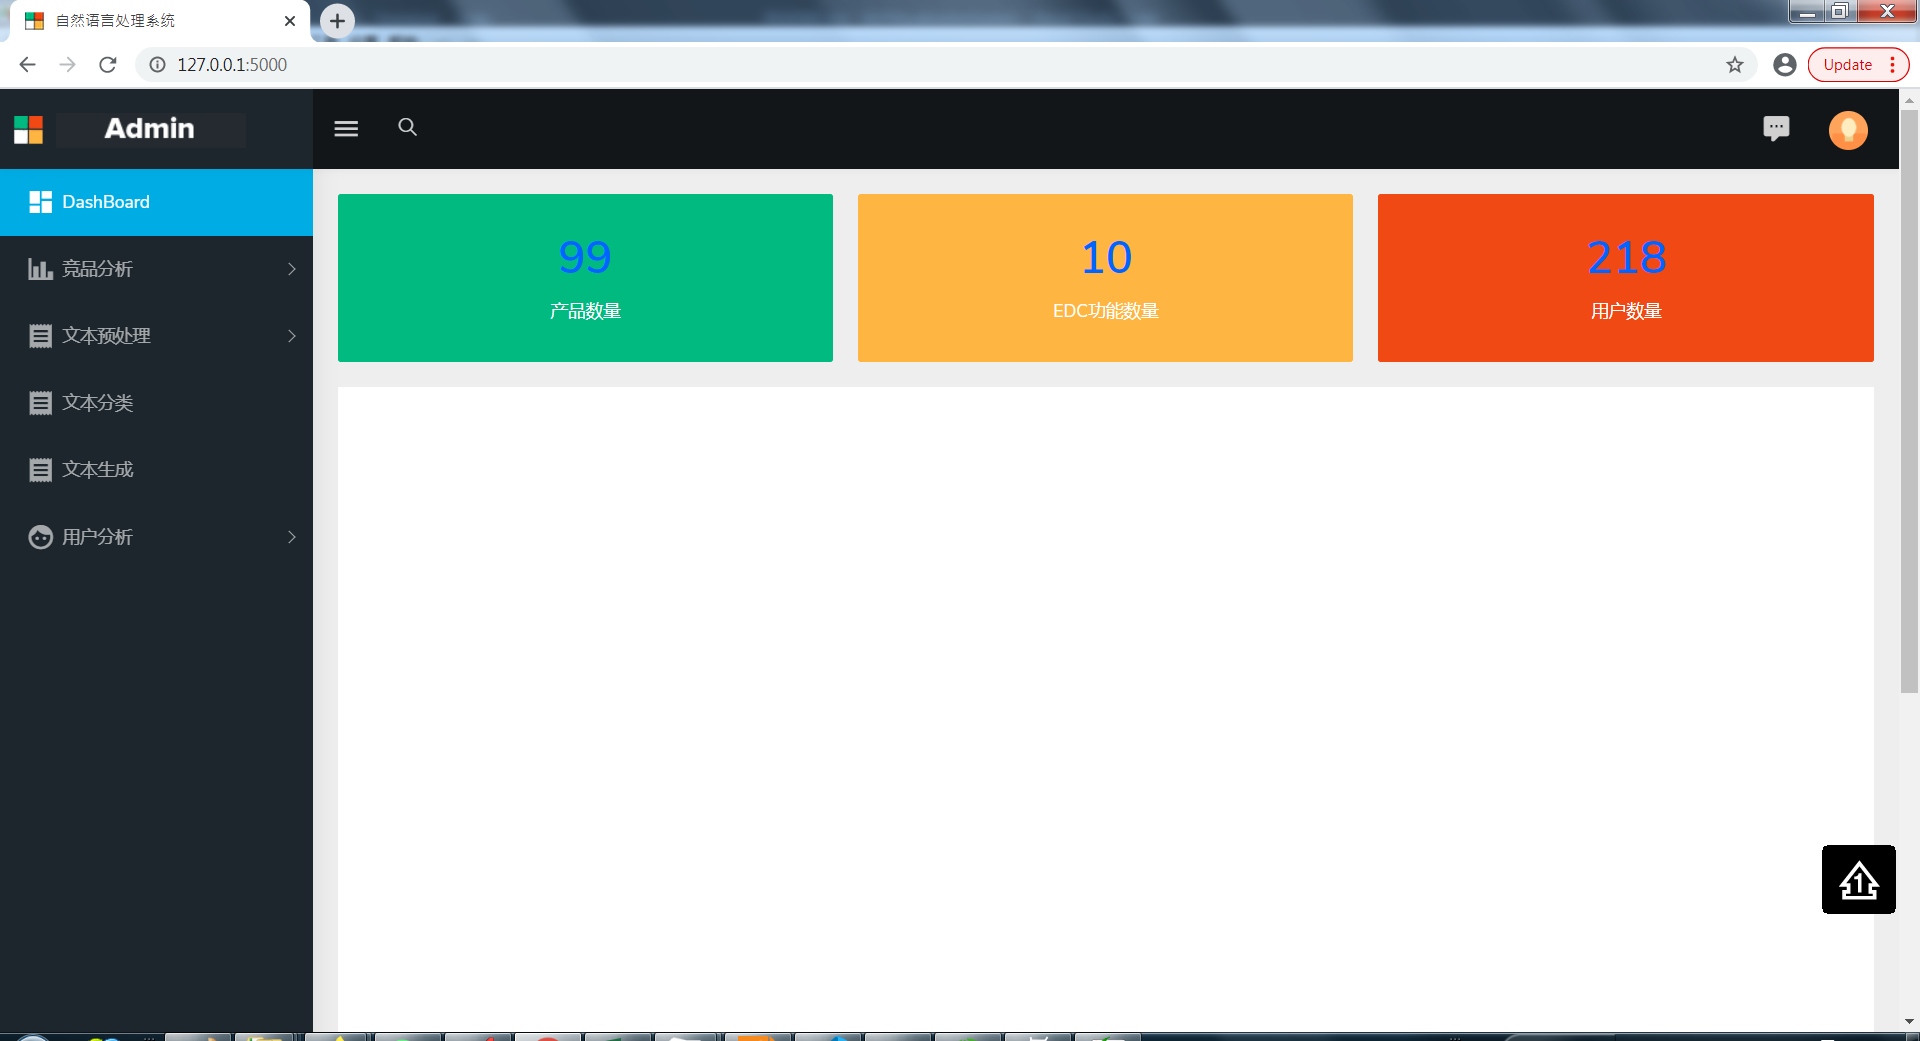 自然语言处理系统
127.0.0.1:5000
Update
Admin
DashBoard
竞品分析
文本预处理
文本分类
文本生成
用户分析
99
产品数量
10
EDC功能数量
218
用户数量
1